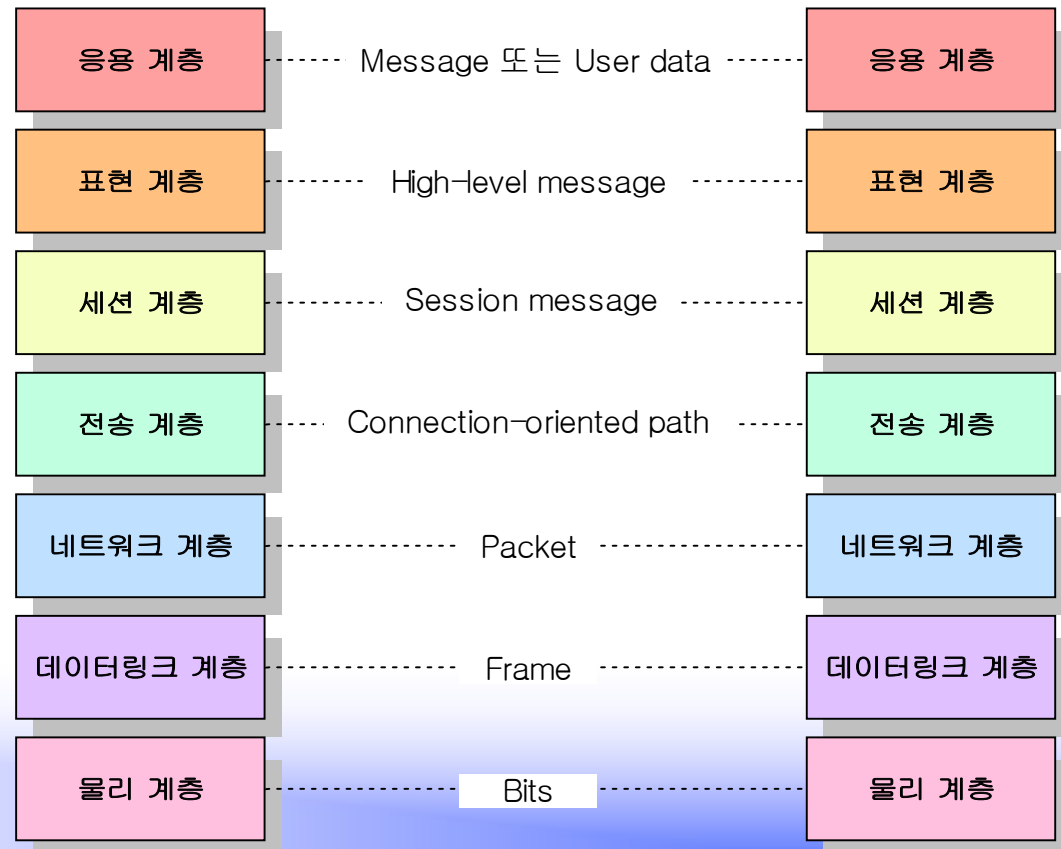 응용 계층 Message 또는 User data 응용 계층
표현 계층 High-level message 표현 계층
세션 계층 Session message 세션 계층
전송 계층 Connection-oriented path 전송 계층
네트워크 계층 Packet 네트워크 계층
데이터링크 계층 Frame 데이터링크 계층
물리 계층 Bits 물리 계층